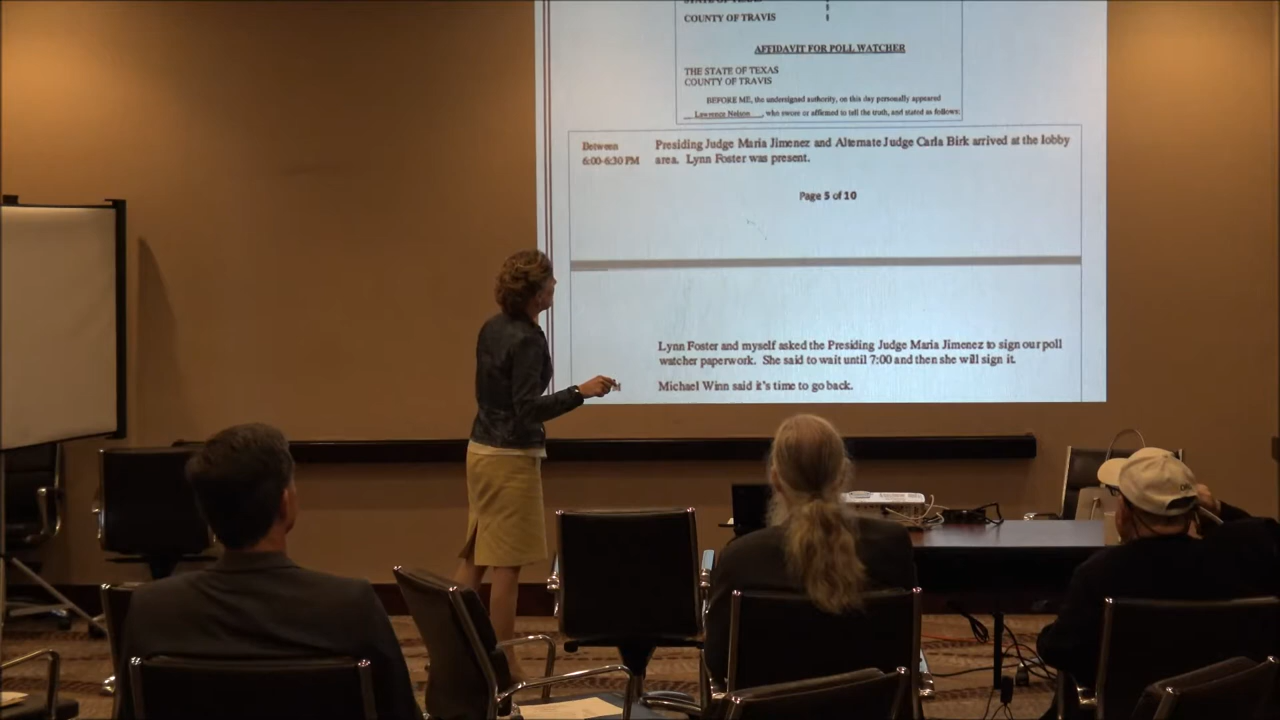 STATE OF TEXAS
COUNTY OF TRAVIS
AFFIDAVIT FOR POLL WATCHER
THE STATE OF TEXAS
COUNTY OF TRAVIS
BEFORE ME, the undersigned authority, on this day personally appeared
Lawrence Nelson, who swore or affirmed to tell the truth, and stated as follows:
Between
6:00-6:30 PM
Presiding Judge Maria Jimenez and Alternate Judge Carla Birk arrived at the lobby
area. Lynn Foster was present.
Page 5 of 10
Lynn Foster and myself asked the Presiding Judge Maria Jimenez to sign our poll
watcher paperwork. She said to wait until 7:00 and then she will sign it.
M
Michael Winn said it's time to go back.